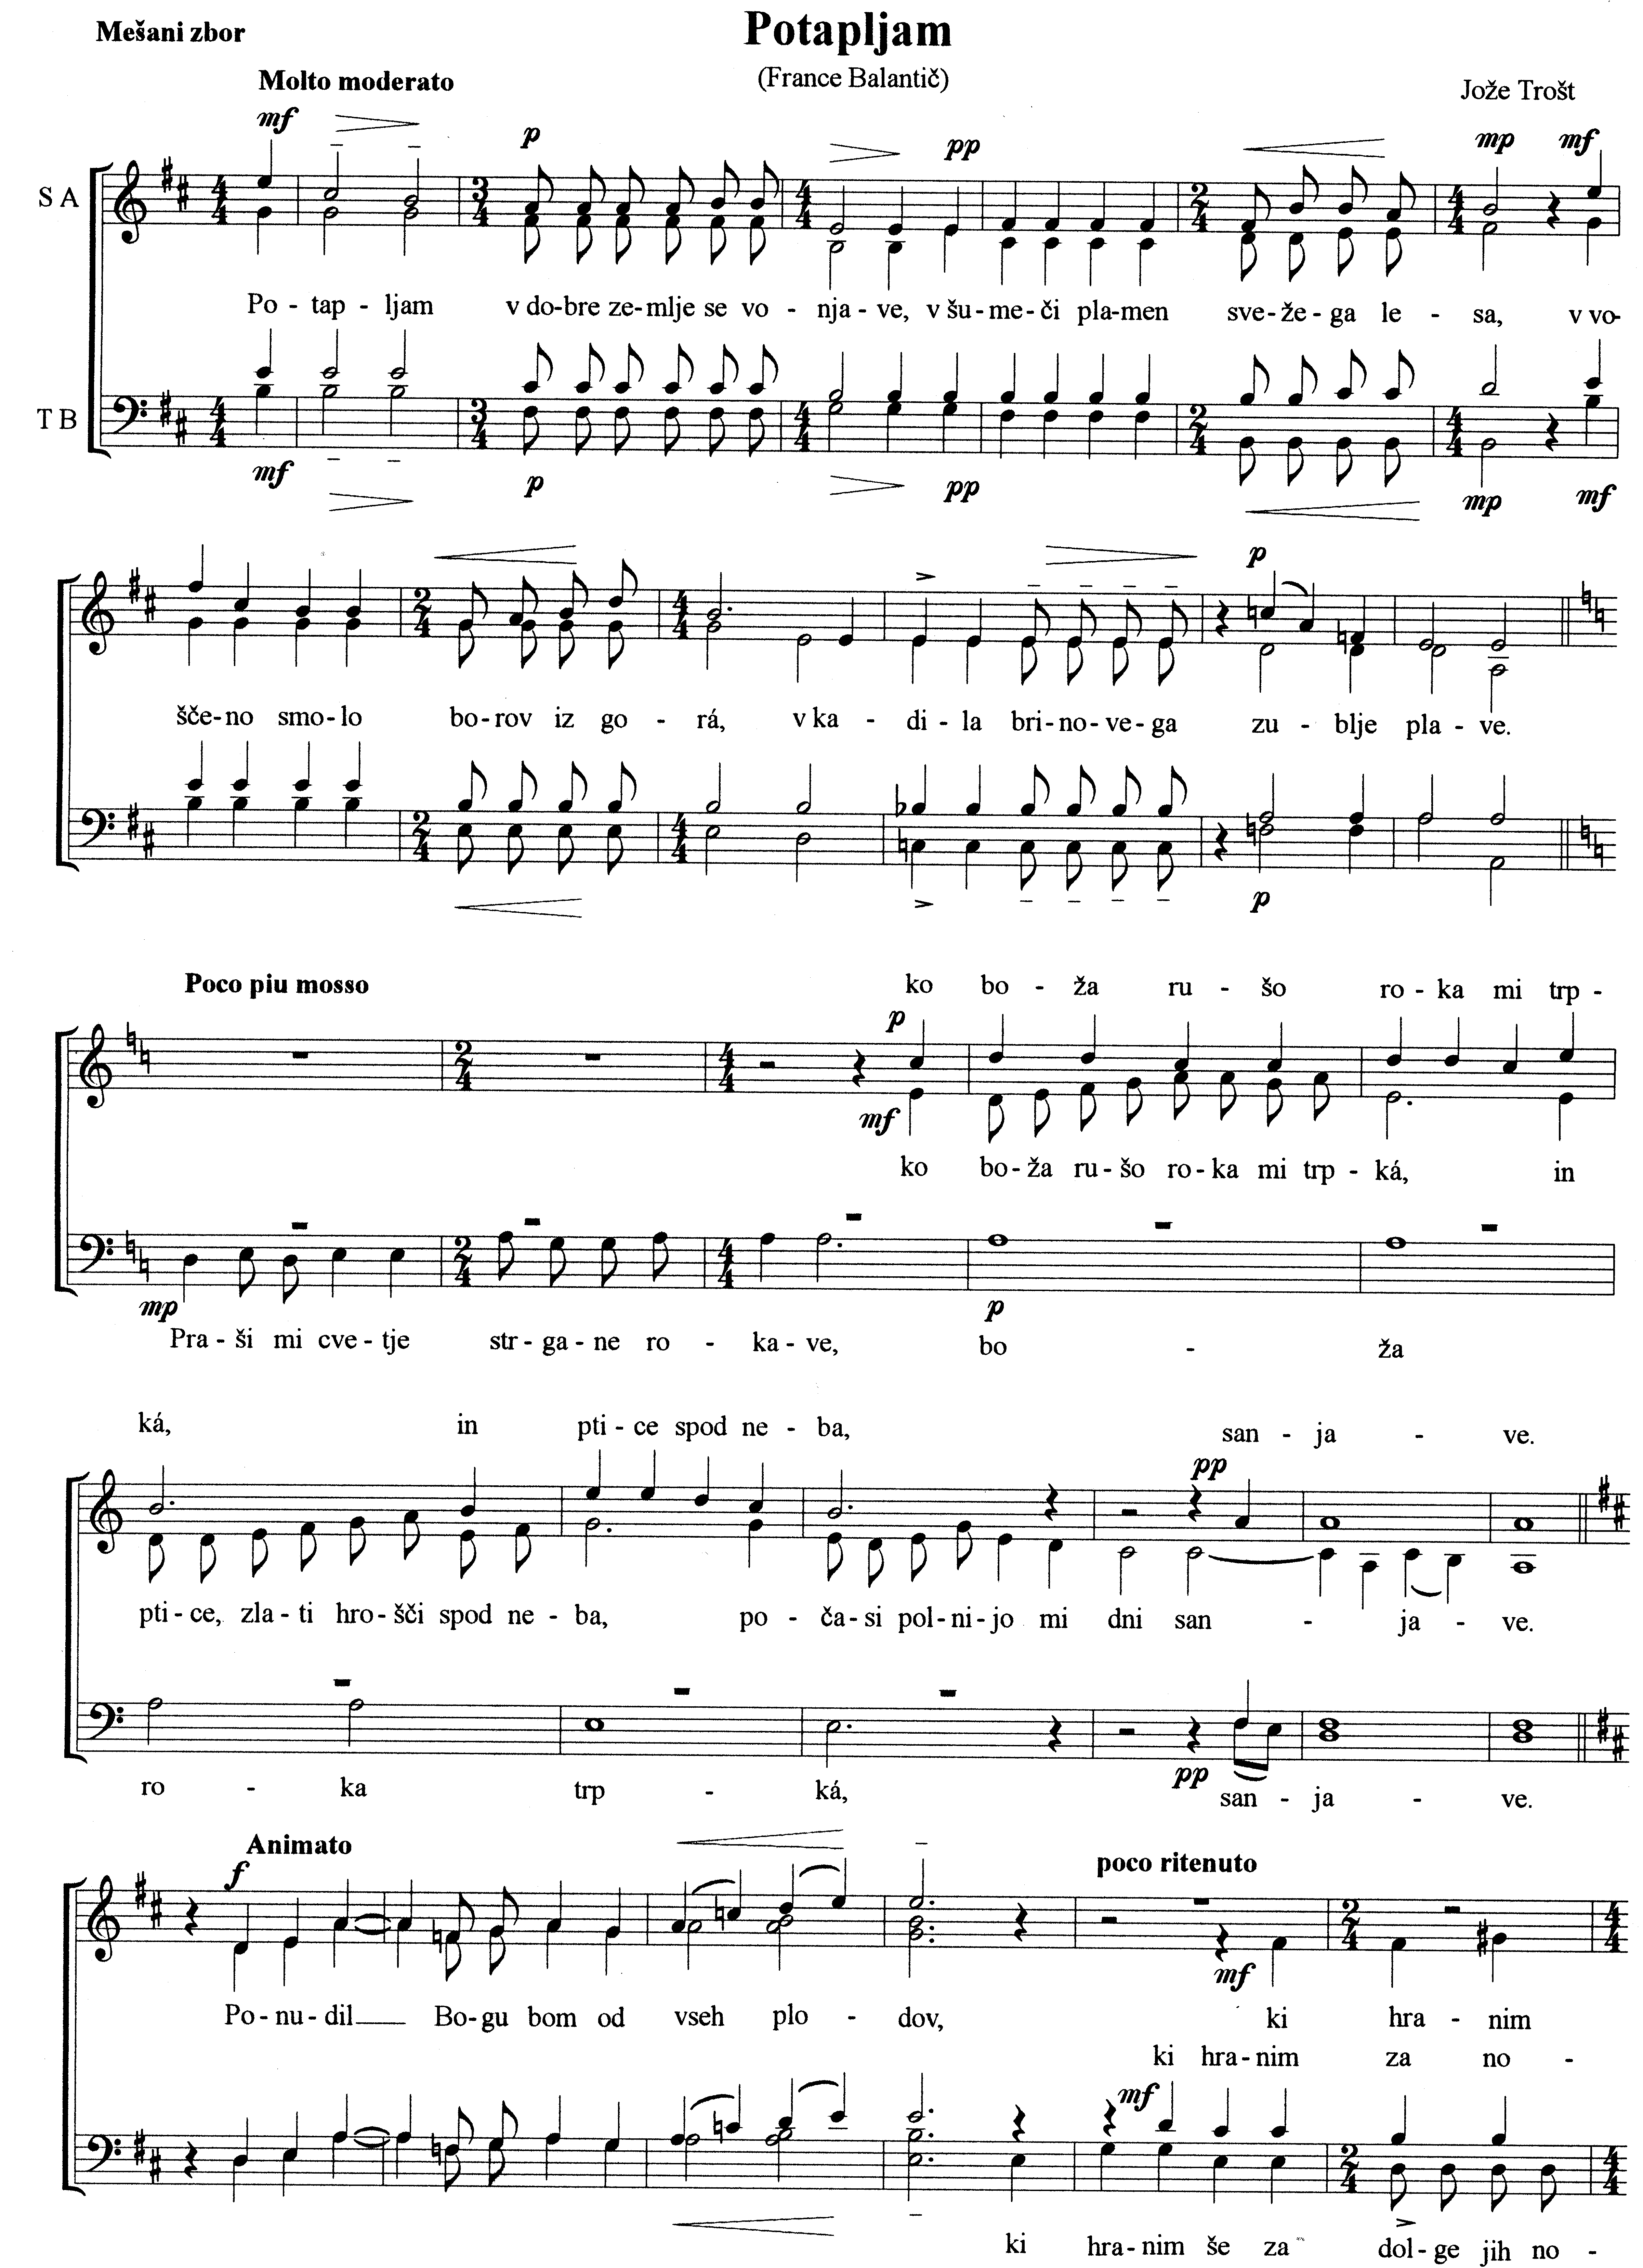 Mešani zbor
Potapljam
(France Balantič)
Molto moderato
Jože Trošt
mf p pp mp mf
S A
Po - tap - ljam v do-bre ze-mlje se vo - nja - ve, v šu-me-či pla-men sve-že-ga le - sa, v vo-
T B
mf p pp mp mf
p
šče-no smo-lo bo-rov iz go - rá, v ka - di - la bri-no-ve-ga zu - blje pla - ve.
p
Poco piu mosso
ko bo - ža ru - šo ro - ka mi trp -
p
mf
ko bo-ža ru-šo ro-ka mi trp - ká, in
mp p
Pra-ši mi cve-tje str-ga-ne ro - ka-ve, bo - ža
ká, in pti-ce spod ne - ba, san - ja - ve.
pp
pti-ce, zla-ti hro-šči spod ne - ba, po - ča-si pol-ni-jo mi dni san - ja - ve.
pp
ro - ka trp - ká, san - ja - ve.
Animato
poco ritenuto
f
mf
Po-nu-dil Bo-gu bom od vseh plo - dov, ki hra - nim
ki hra-nim za no -
mf
ki hra-nim še za dol-ge jih no -